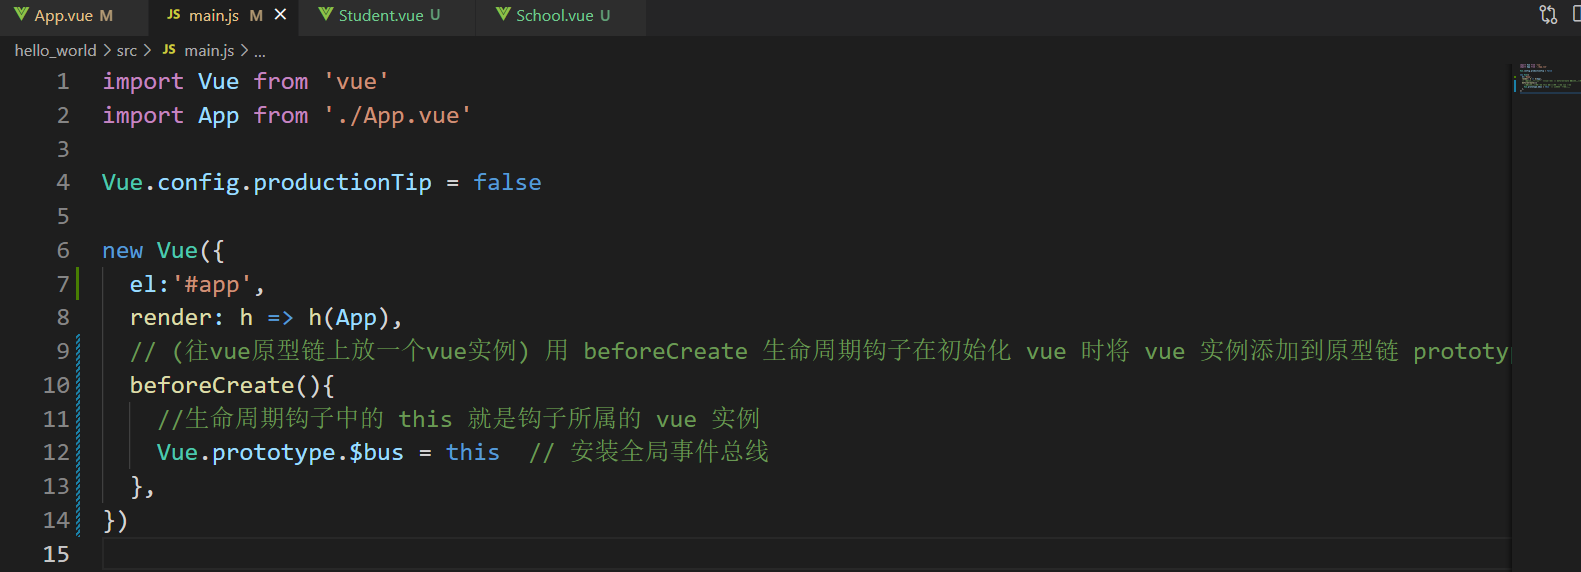 App.vue M JS main.js M × Student.vue U School.vue U
hello_world > src > JS main.js > ...
1 import Vue from 'vue'
2 import App from './App.vue'
3
4 Vue.config.productionTip = false
5
6 new Vue({
7 el:'#app',
8 render: h => h(App),
9 // (往vue原型链上放一个vue实例) 用 beforeCreate 生命周期钩子在初始化 vue 时将 vue 实例添加到原型链 prototy
10 beforeCreate(){
11 //生命周期钩子中的 this 就是钩子所属的 vue 实例
12 Vue.prototype.$bus = this // 安装全局事件总线
13 },
14 })
15